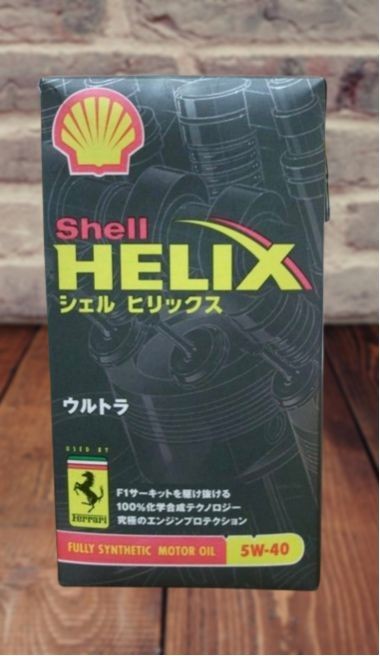 Shell
HELIX
シェル ヒリックス
ウルトラ
USED BY
Ferrari
F1サーキットを駆け抜ける
100%化学合成テクノロジー
究極のエンジンプロテクション
FULLY SYNTHETIC MOTOR OIL 5W-40